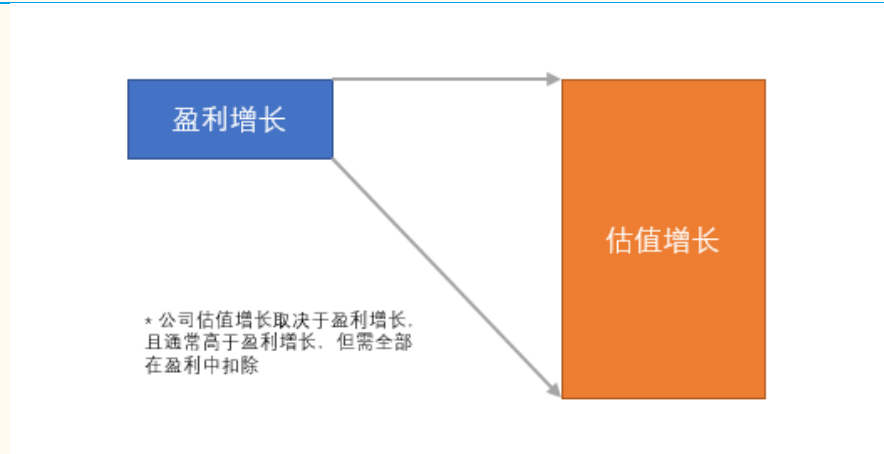 盈利增长
估值增长
* 公司估值增长取决于盈利增长，
且通常高于盈利增长，但需全部
在盈利中扣除